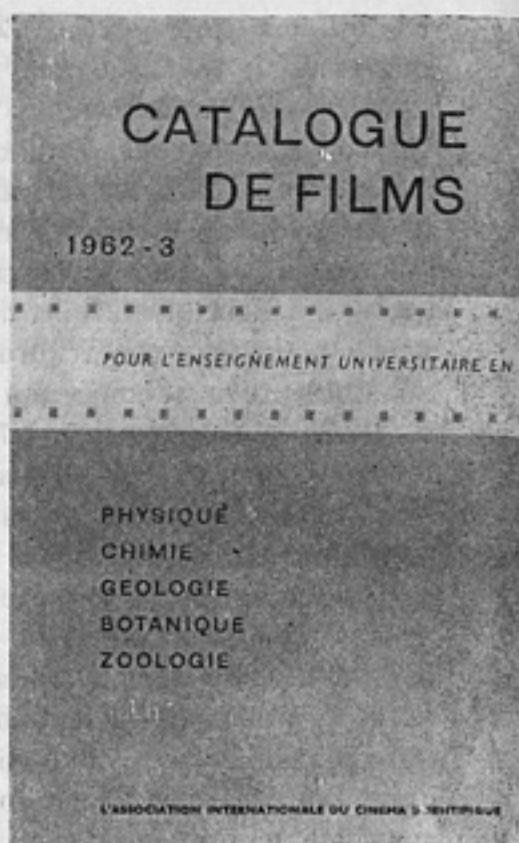 CATALOGUE
DE FILMS
1962-3
POUR L'ENSEIGNEMENT UNIVERSITAIRE EN
PHYSIQUE
CHIMIE
GEOLOGIE
BOTANIQUE
ZOOLOGIE
L'ASSOCIATION INTERNATIONALE DU CINEMA